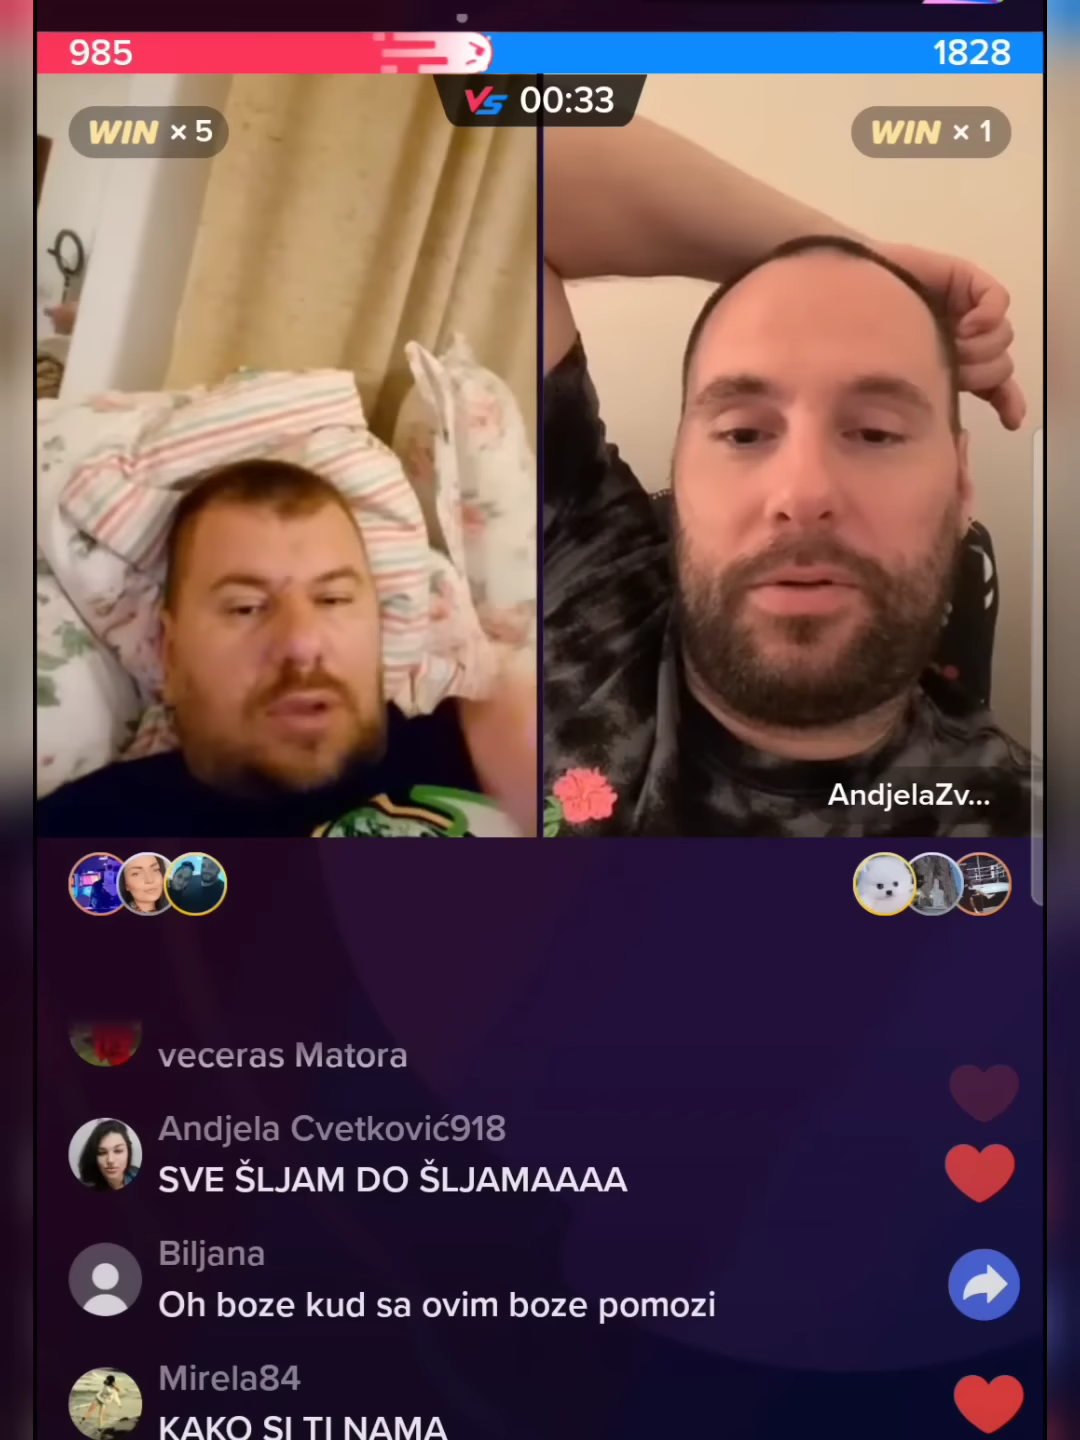 985
1828
VS 00:33
WIN × 5
WIN × 1
AndjelaZv...
veceras Matora
Andjela Cvetković918
SVE ŠLJAM DO ŠLJAMAAAA
Biljana
Oh boze kud sa ovim boze pomozi
Mirela84
KAKO SI TI NAMA